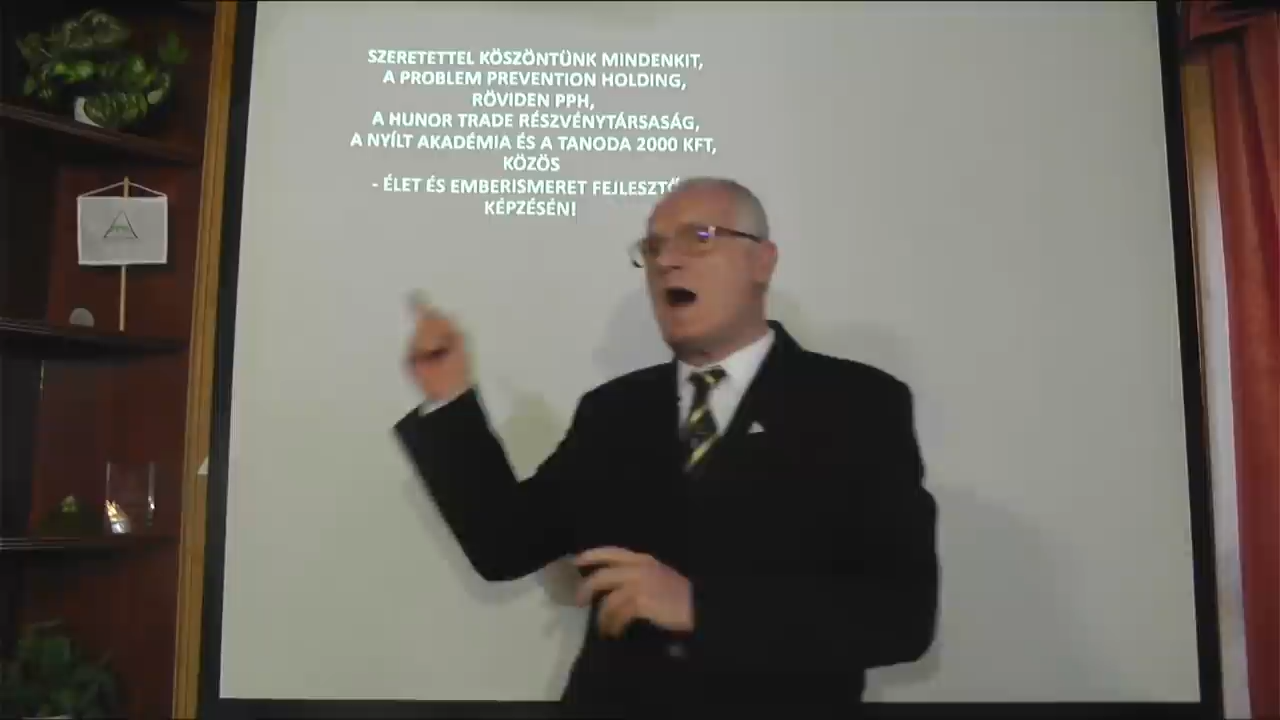 SZERETETTEL KÖSZÖNTÜNK MINDENKIT,
A PROBLEM PREVENTION HOLDING,
RÖVIDEN PPH,
A HUNOR TRADE RÉSZVÉNYTÁRSASÁG,
A NYÍLT AKADÉMIA ÉS A TANODA 2000 KFT,
KÖZÖS
- ÉLET ÉS EMBERISMERET FEJLESZTŐ
KÉPZÉSÉN!